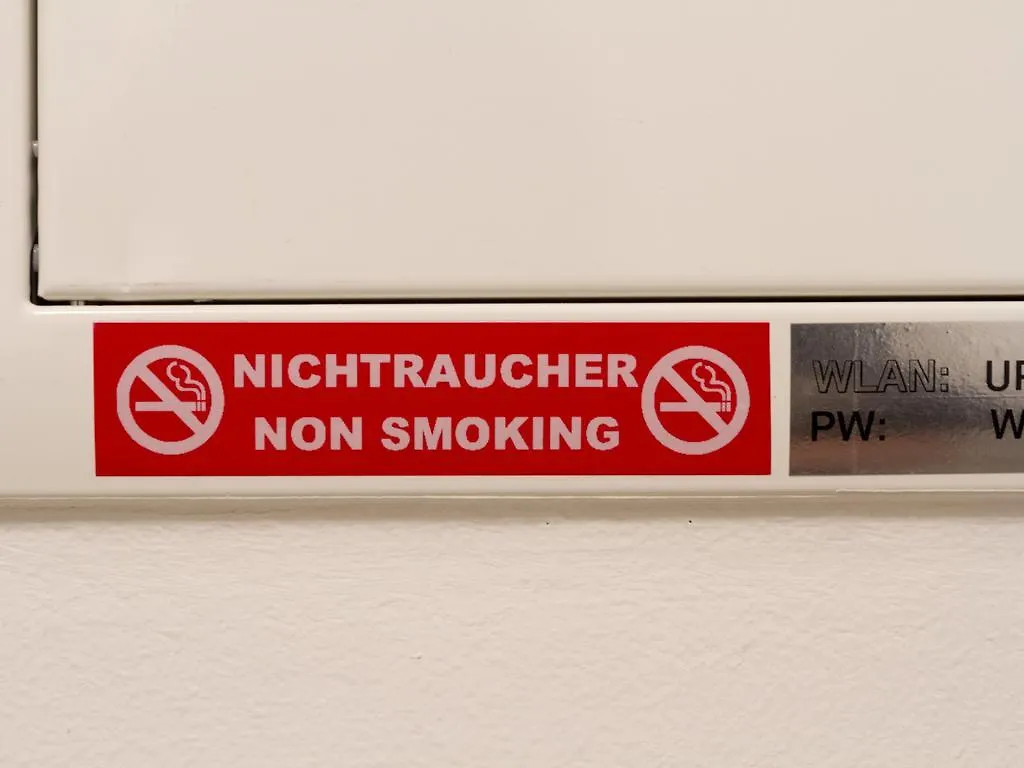 NICHTRAUCHER
NON SMOKING
WLAN:
PW: